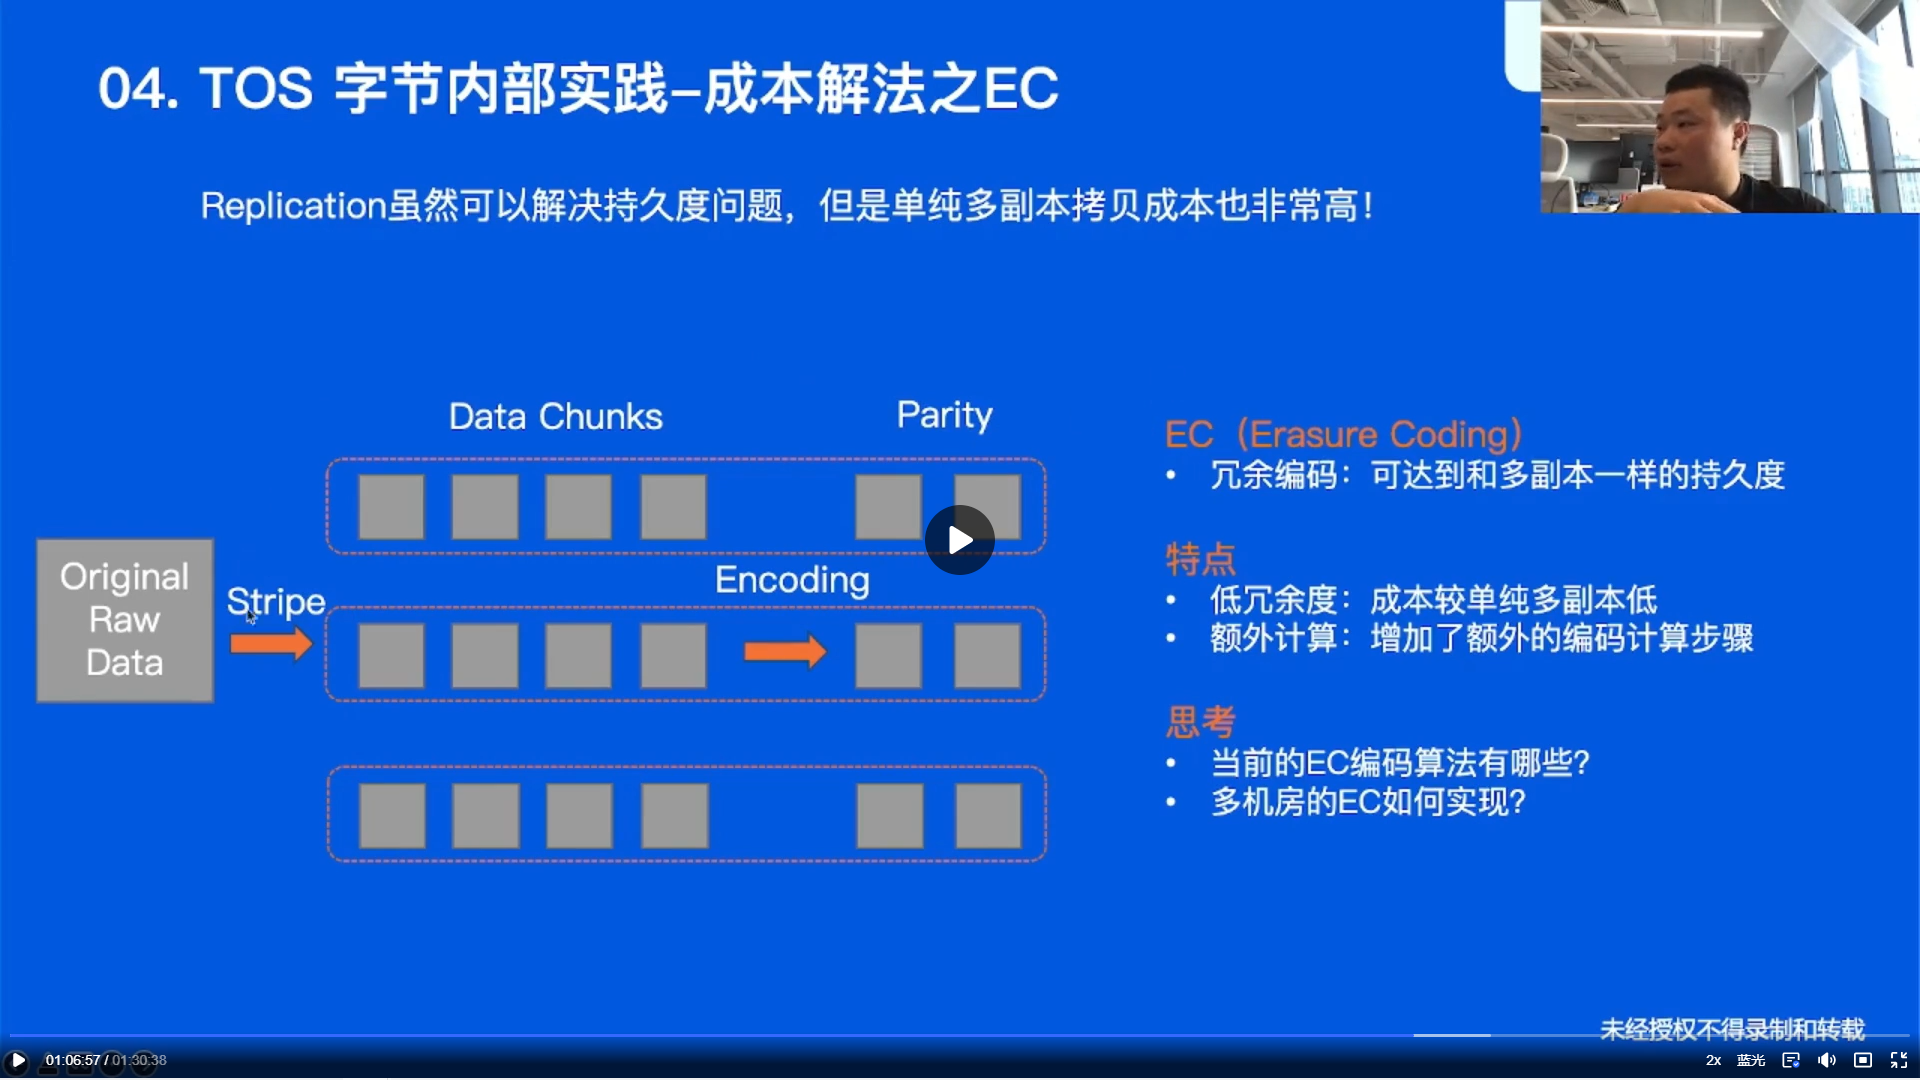 04. TOS 字节内部实践-成本解法之EC
Replication虽然可以解决持久度问题，但是单纯多副本拷贝成本也非常高！
Data Chunks
Parity
Original
Raw
Data
Stripe
Encoding
EC（Erasure Coding）
• 冗余编码：可达到和多副本一样的持久度
特点
• 低冗余度：成本较单纯多副本低
• 额外计算：增加了额外的编码计算步骤
思考
• 当前的EC编码算法有哪些?
• 多机房的EC如何实现?
未经授权不得录制和转载
01:06:57 / 01:30:38
2x 蓝光